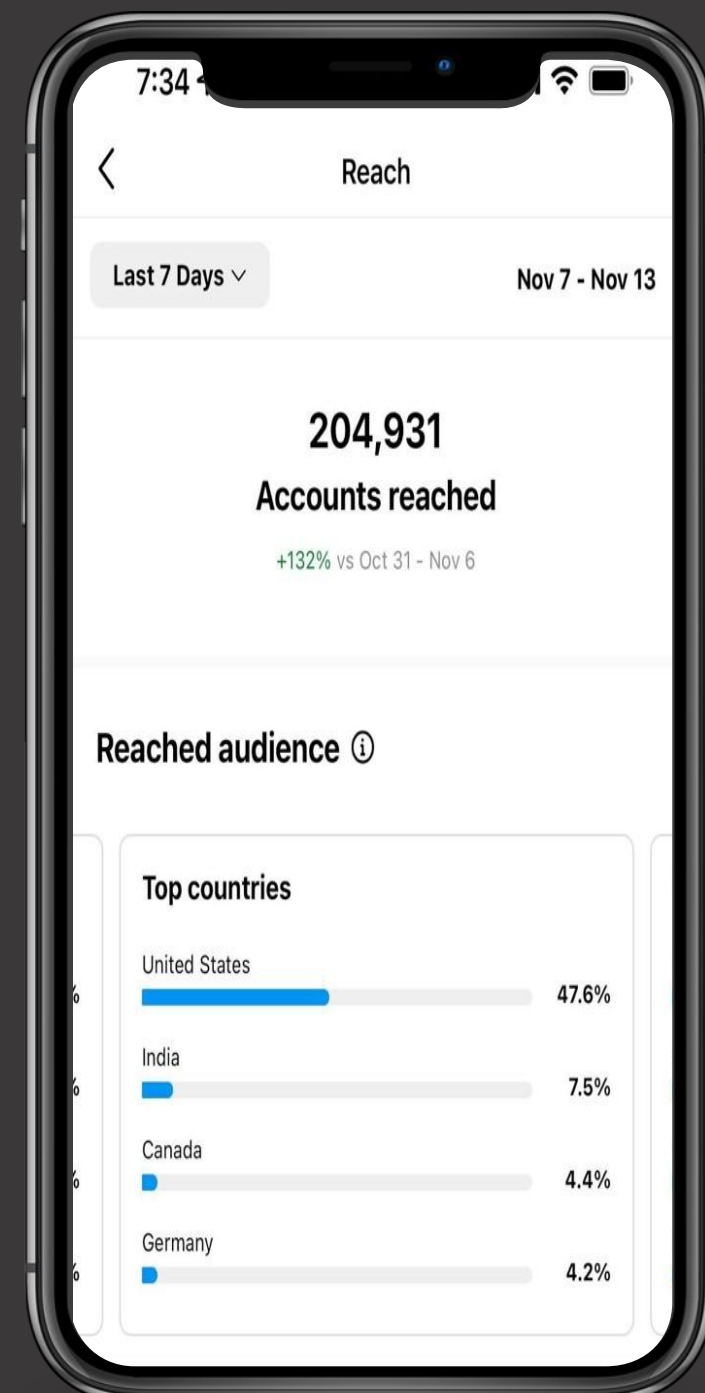 7:34
Reach
Last 7 Days
Nov 7 - Nov 13
204,931
Accounts reached
+132% vs Oct 31 - Nov 6
Reached audience
Top countries
United States
47.6%
India
7.5%
Canada
4.4%
Germany
4.2%